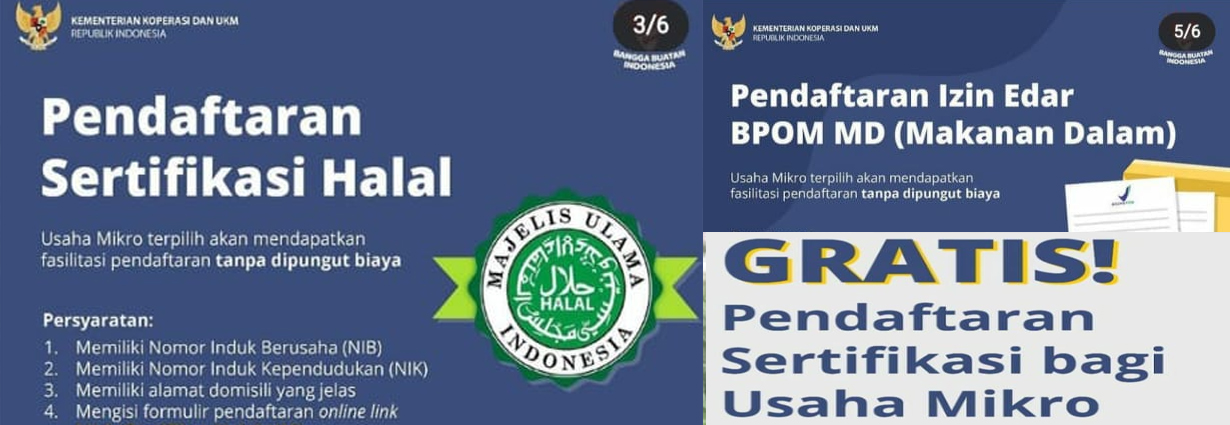 KEMENTERIAN KOPERASI DAN UKM
REPUBLIK INDONESIA
3/6
BANGGA BUATAN
INDONESIA
Pendaftaran
Sertifikasi Halal
Usaha Mikro terpilih akan mendapatkan
fasilitasi pendaftaran tanpa dipungut biaya
Persyaratan:
1. Memiliki Nomor Induk Berusaha (NIB)
2. Memiliki Nomor Induk Kependudukan (NIK)
3. Memiliki alamat domisili yang jelas
4. Mengisi formulir pendaftaran online link
MAJELIS ULAMA
حلال
HALAL
INDONESIA
KEMENTERIAN KOPERASI DAN UKM
REPUBLIK INDONESIA
5/6
BANGGA BUATAN
INDONESIA
Pendaftaran Izin Edar
BPOM MD (Makanan Dalam)
Usaha Mikro terpilih akan mendapatkan
fasilitasi pendaftaran tanpa dipungut biaya
GRATIS!
Pendaftaran
Sertifikasi bagi
Usaha Mikro